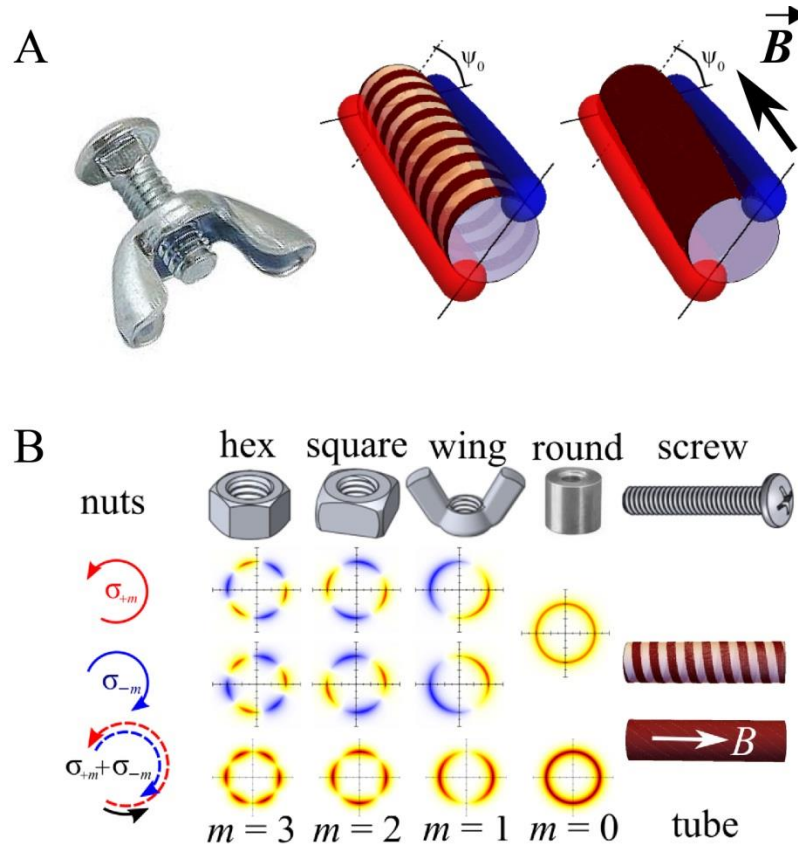 A
ψ₀
ψ₀
B
B
hex square wing round screw
nuts
σ₊ₘ
σ₋ₘ
B
σ₊ₘ+σ₋ₘ
m = 3 m = 2 m = 1 m = 0 tube